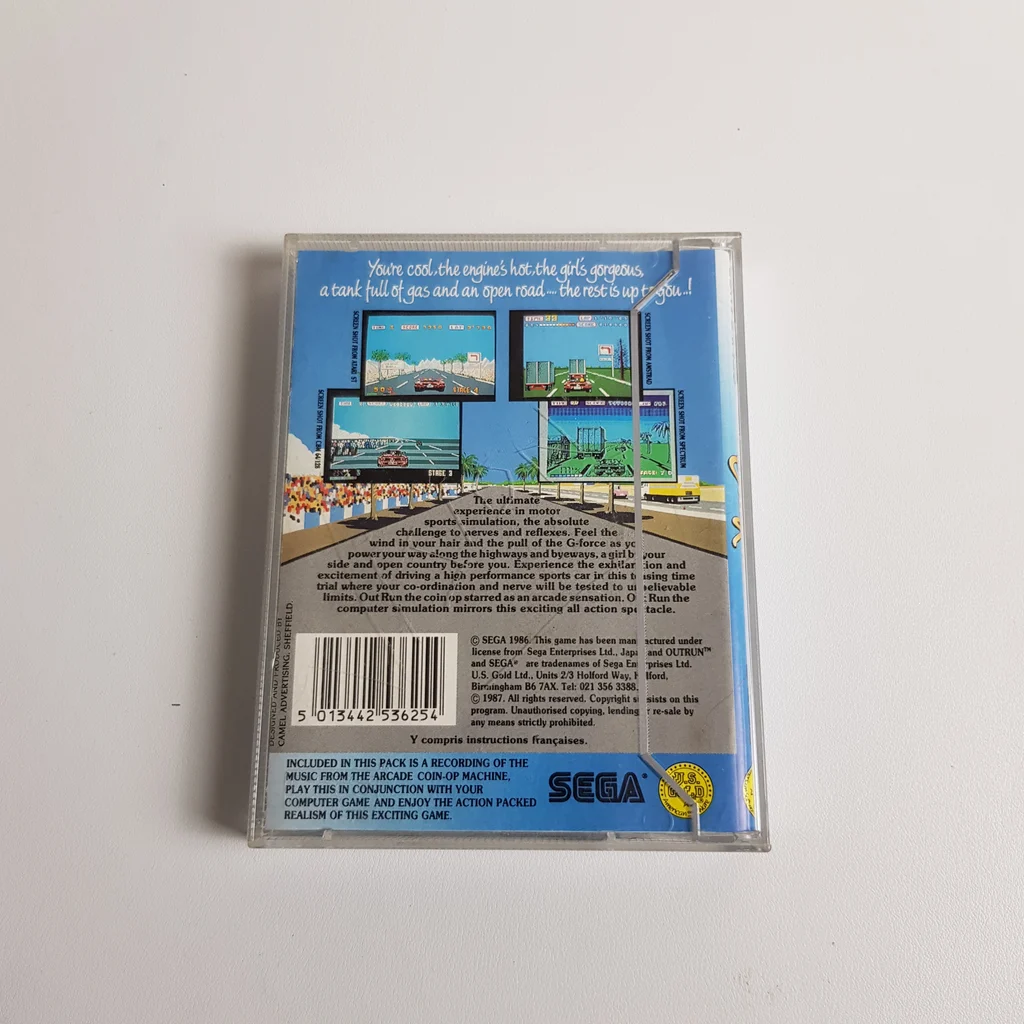 You're cool, the engine's hot, the girl's gorgeous,
a tank full of gas and an open road.... the rest is up to you..!
SCREEN SHOT FROM ATARI ST
SCREEN SHOT FROM AMSTRAD
SCREEN SHOT FROM CBM 64/128
SCREEN SHOT FROM SPECTRUM
STAGE 3
The ultimate
experience in motor
sports simulation, the absolute
challenge to nerves and reflexes. Feel the
wind in your hair and the pull of the G-force as you
power your way along the highways and byeways, a girl by your
side and open country before you. Experience the exhilaration and
excitement of driving a high performance sports car in this teasing time
trial where your co-ordination and nerve will be tested to unbelievable
limits. Out Run the coin op starred as an arcade sensation, Out Run the
computer simulation mirrors this exciting all action spectacle.
DESIGNED AND PRODUCED BY
CAMEL ADVERTISING, SHEFFIELD.
5 013442 536254
© SEGA 1986. This game has been manufactured under
license from Sega Enterprises Ltd., Japan and OUTRUN™
and SEGA® are tradenames of Sega Enterprises Ltd.
U.S. Gold Ltd., Units 2/3 Holford Way, Holford,
Birmingham B6 7AX. Tel: 021 356 3388.
© 1987. All rights reserved. Copyright subsists on this
program. Unauthorised copying, lending or re-sale by
any means strictly prohibited.
Y compris instructions françaises.
INCLUDED IN THIS PACK IS A RECORDING OF THE
MUSIC FROM THE ARCADE COIN-OP MACHINE,
PLAY THIS IN CONJUNCTION WITH YOUR
COMPUTER GAME AND ENJOY THE ACTION PACKED
REALISM OF THIS EXCITING GAME.
SEGA®
U.S.
GOLD